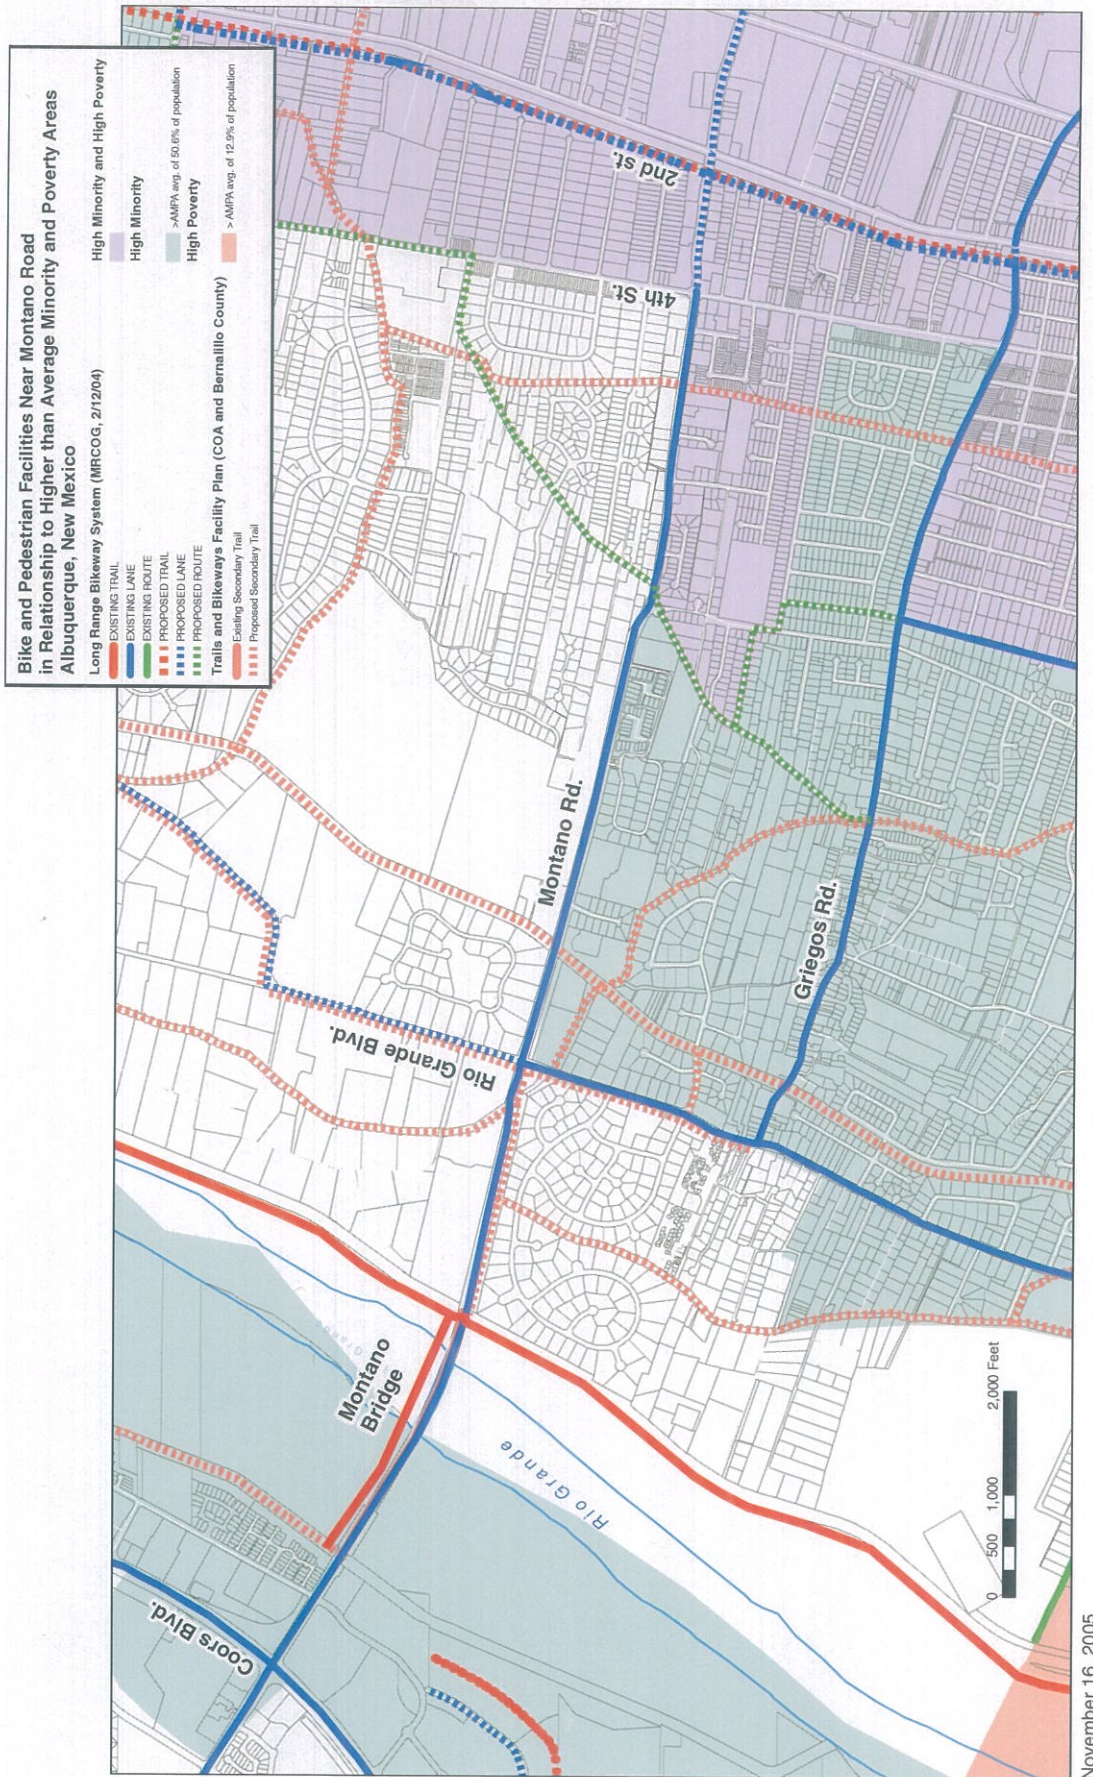 Bike and Pedestrian Facilities Near Montano Road
in Relationship to Higher than Average Minority and Poverty Areas
Albuquerque, New Mexico
Long Range Bikeway System (MRCOG, 2/12/04)
EXISTING TRAIL
EXISTING LANE
EXISTING ROUTE
PROPOSED TRAIL
PROPOSED LANE
PROPOSED ROUTE
Trails and Bikeways Facility Plan (COA and Bernalillo County)
Existing Secondary Trail
Proposed Secondary Trail
High Minority and High Poverty
High Minority
>AMPA avg. of 50.6% of population
High Poverty
> AMPA avg. of 12.9% of population
Coors Blvd.
Montano
Bridge
Rio Grande
Rio Grande Blvd.
Montano Rd.
Griegos Rd.
4th St.
2nd st.
0 500 1,000 2,000 Feet
November 16, 2005